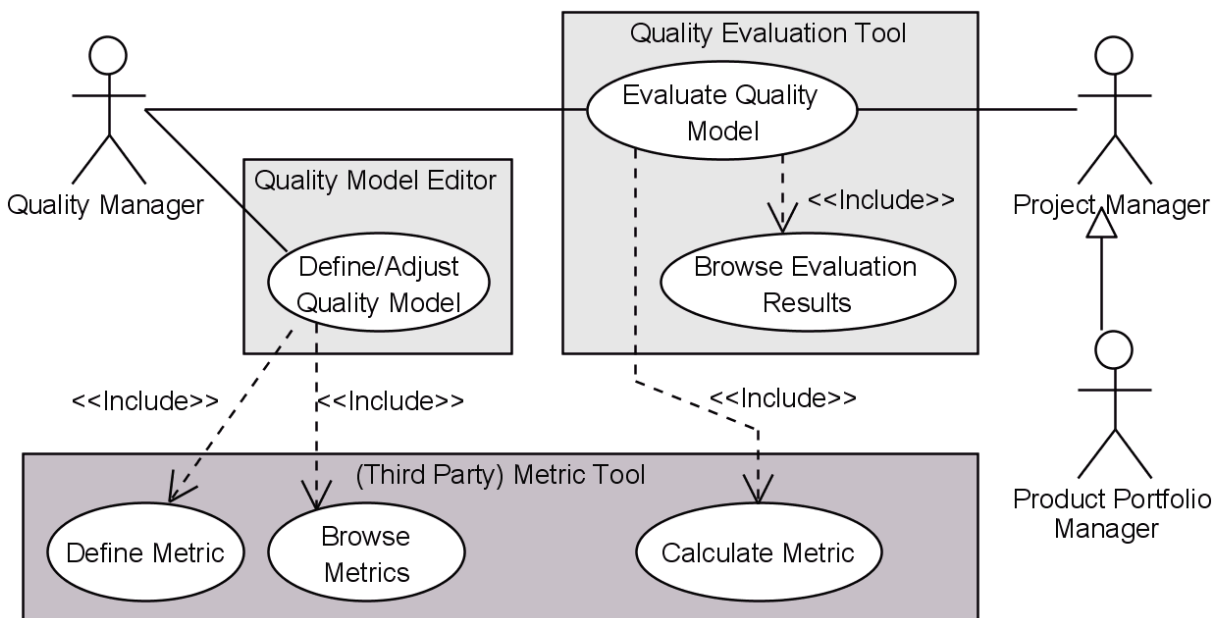 Quality Evaluation Tool
Evaluate Quality
Model
Quality Manager
Quality Model Editor
<<Include>>
Project Manager
Define/Adjust
Quality Model
Browse Evaluation
Results
<<Include>>
<<Include>>
<<Include>>
(Third Party) Metric Tool
Product Portfolio
Manager
Define Metric
Browse
Metrics
Calculate Metric